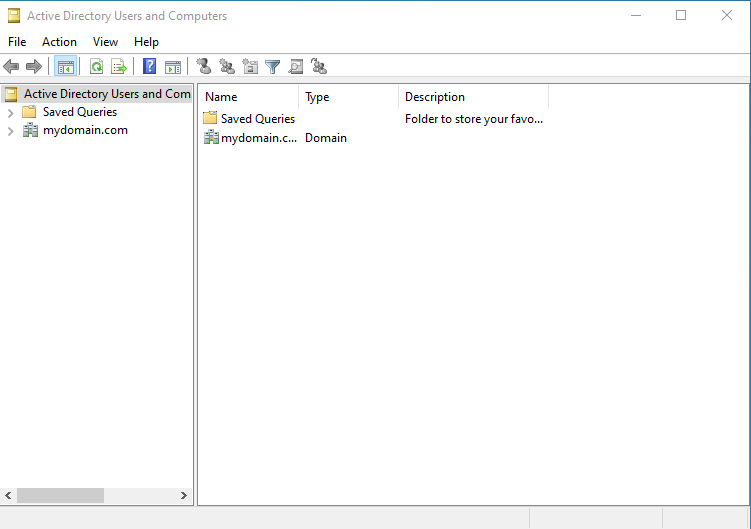 Active Directory Users and Computers
File Action View Help
Active Directory Users and Com
Saved Queries
mydomain.com
Name Type Description
Saved Queries Folder to store your favo...
mydomain.c... Domain